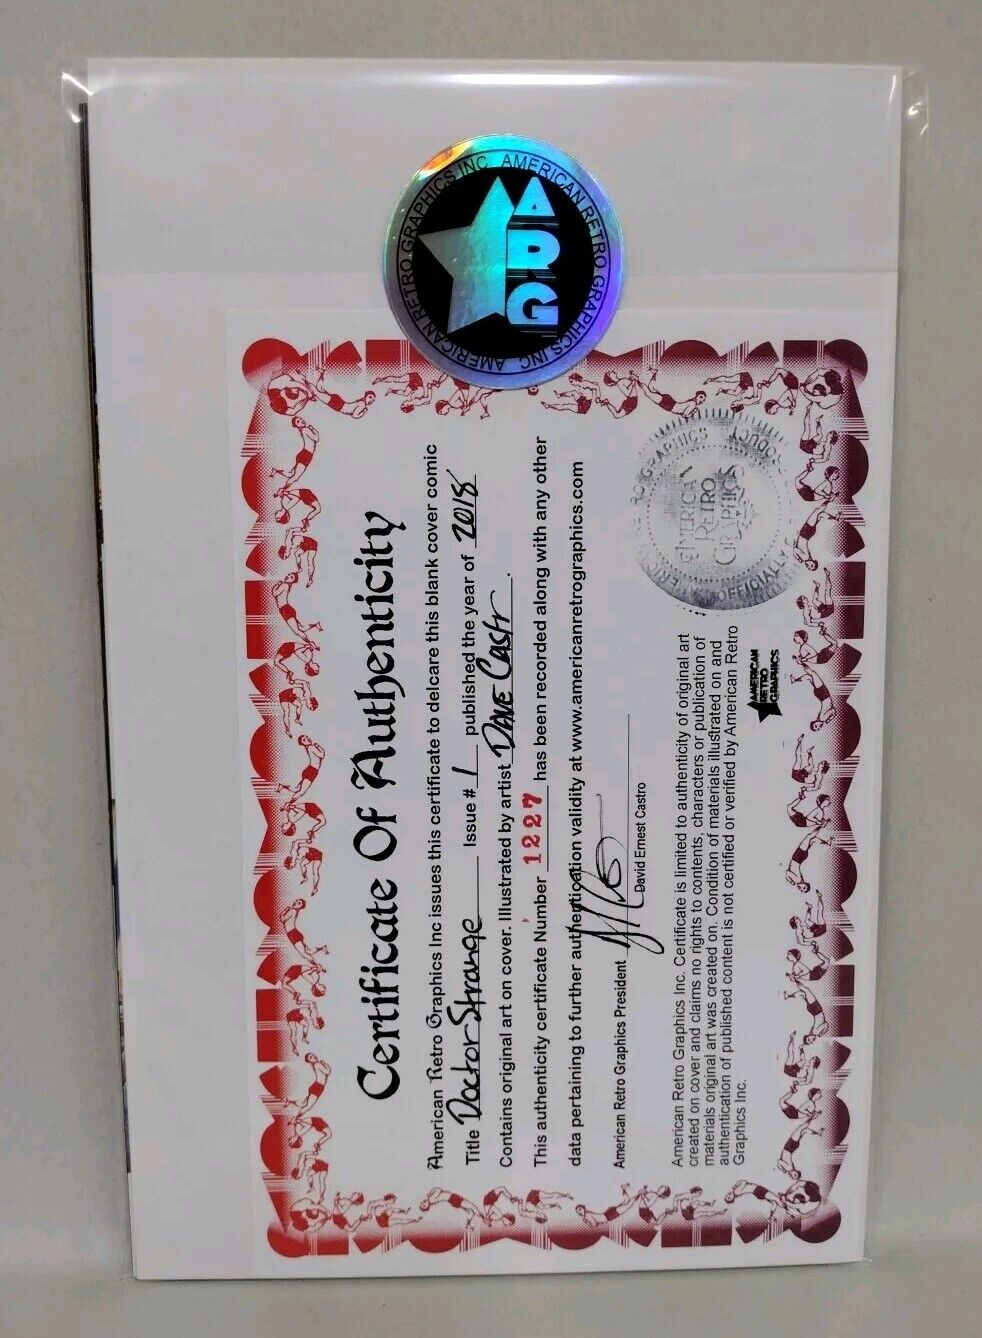 AMERICAN RETRO GRAPHICS INC. AMERICAN RETRO GRAPHICS INC.
ARG
Certificate Of Authenticity
American Retro Graphics Inc issues this certificate to delcare this blank cover comic
Title Doctor Strange Issue # 1 published the year of 2018
Contains original art on cover. Illustrated by artist Dave Castr.
This authenticity certificate Number 1227 has been recorded along with any other
data pertaining to further authentication validity at www.americanretrographics.com
American Retro Graphics President
David Ernest Castro
American Retro Graphics Inc. Certificate is limited to authenticity of original art
created on cover and claims no rights to contents, characters or publication of
materials original art was created on. Condition of materials illustrated on and
authentication of published content is not certified or verified by American Retro
Graphics Inc.
AMERICAN
RETRO
GRAPHICS
AMERICAN
RETRO
GRAPHICS
OFFICIALLY